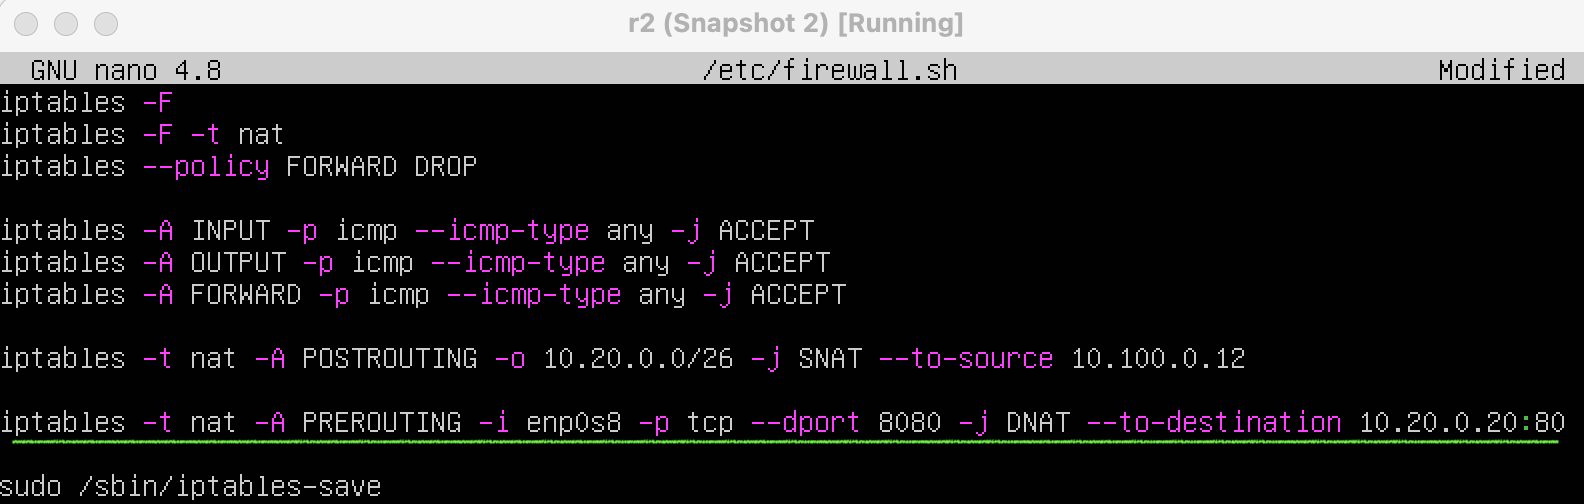 r2 (Snapshot 2) [Running]
GNU nano 4.8 /etc/firewall.sh Modified
iptables -F
iptables -F -t nat
iptables --policy FORWARD DROP
iptables -A INPUT -p icmp --icmp-type any -j ACCEPT
iptables -A OUTPUT -p icmp --icmp-type any -j ACCEPT
iptables -A FORWARD -p icmp --icmp-type any -j ACCEPT
iptables -t nat -A POSTROUTING -o 10.20.0.0/26 -j SNAT --to-source 10.100.0.12
iptables -t nat -A PREROUTING -i enp0s8 -p tcp --dport 8080 -j DNAT --to-destination 10.20.0.20:80
sudo /sbin/iptables-save